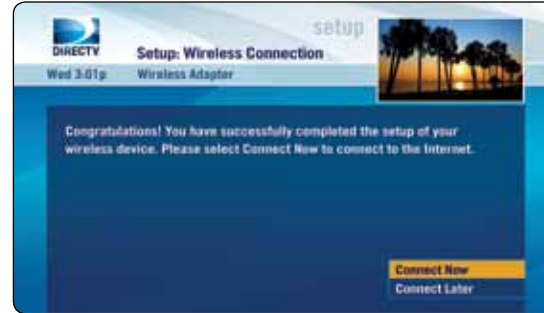 setup
DIRECTV
Setup: Wireless Connection
Wed 3:01p Wireless Adapter
Congratulations! You have successfully completed the setup of your
wireless device. Please select Connect Now to connect to the Internet.
Connect Now
Connect Later